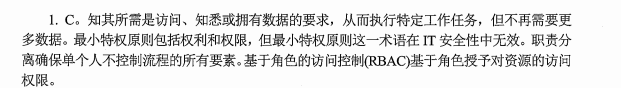 1. C。知其所需是访问、知悉或拥有数据的要求，从而执行特定工作任务，但不再需要更
多数据。最小特权原则包括权利和权限，但最小特权原则这一术语在 IT 安全性中无效。职责分
离确保单个人不控制流程的所有要素。基于角色的访问控制(RBAC)基于角色授予对资源的访问
权限。